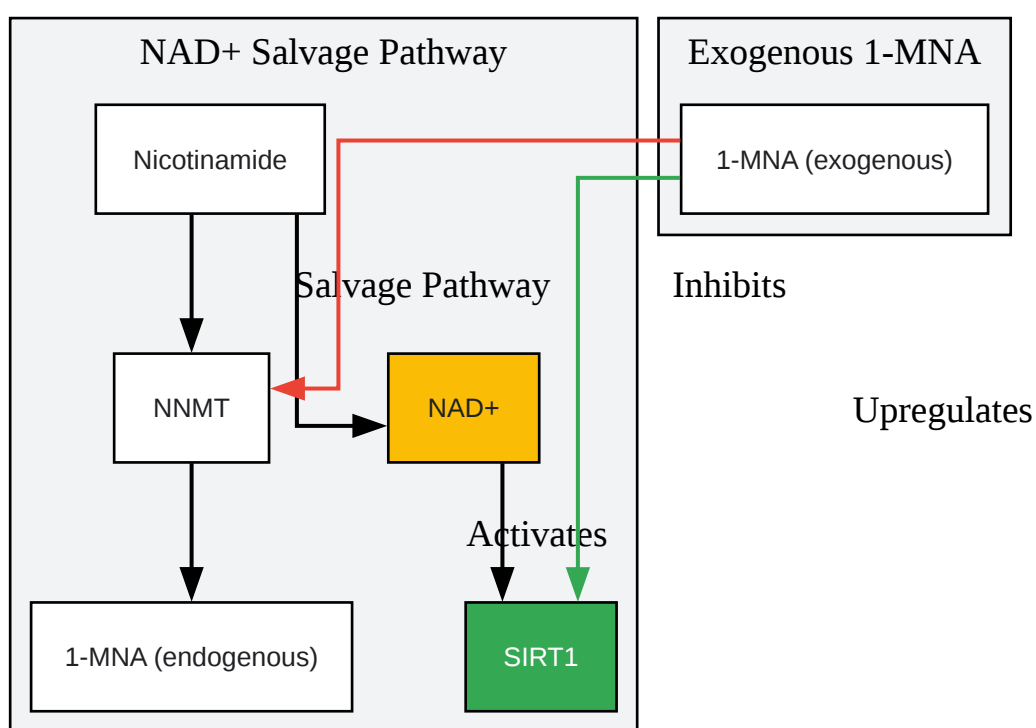 NAD+ Salvage Pathway
Exogenous 1-MNA
Nicotinamide
1-MNA (exogenous)
Salvage Pathway
Inhibits
NNMT
NAD+
Upregulates
Activates
1-MNA (endogenous)
SIRT1